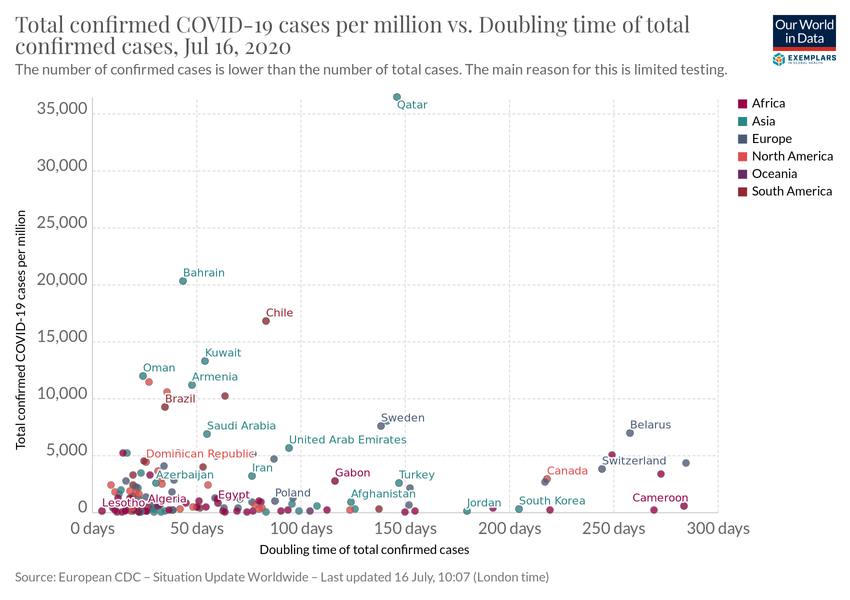 Total confirmed COVID-19 cases per million vs. Doubling time of total
confirmed cases, Jul 16, 2020
The number of confirmed cases is lower than the number of total cases. The main reason for this is limited testing.
Our World
in Data
EXEMPLARS
IN GLOBAL HEALTH
Africa
Asia
Europe
North America
Oceania
South America
Total confirmed COVID-19 cases per million
35,000
30,000
25,000
20,000
15,000
10,000
5,000
0
Qatar
Bahrain
Chile
Kuwait
Oman
Armenia
Brazil
Sweden
Saudi Arabia
Belarus
United Arab Emirates
Dominican Republic
Switzerland
Iran
Azerbaijan
Gabon
Turkey
Canada
Poland
Afghanistan
Egypt
Algeria
Lesotho
Jordan
South Korea
Cameroon
0 days
50 days
100 days
150 days
200 days
250 days
300 days
Doubling time of total confirmed cases
Source: European CDC – Situation Update Worldwide – Last updated 16 July, 10:07 (London time)